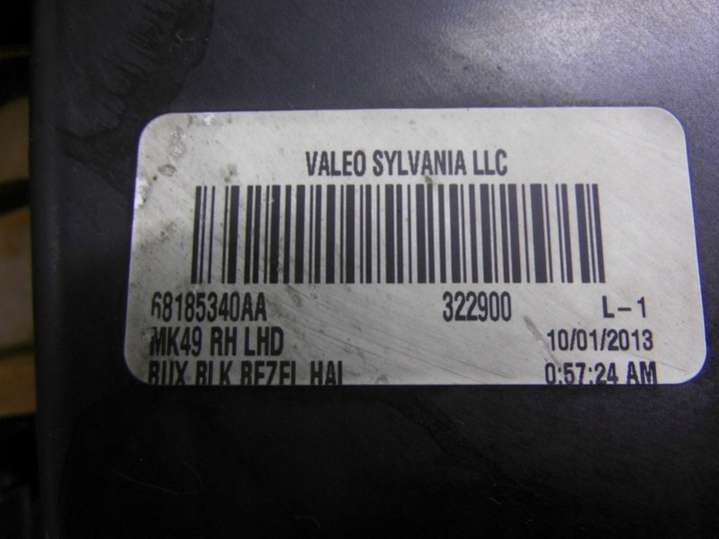 VALEO SYLVANIA LLC
68185340AA 322900 L-1
MK49 RH LHD 10/01/2013
BUX BLK BEZEL HAL 0:57:24 AM